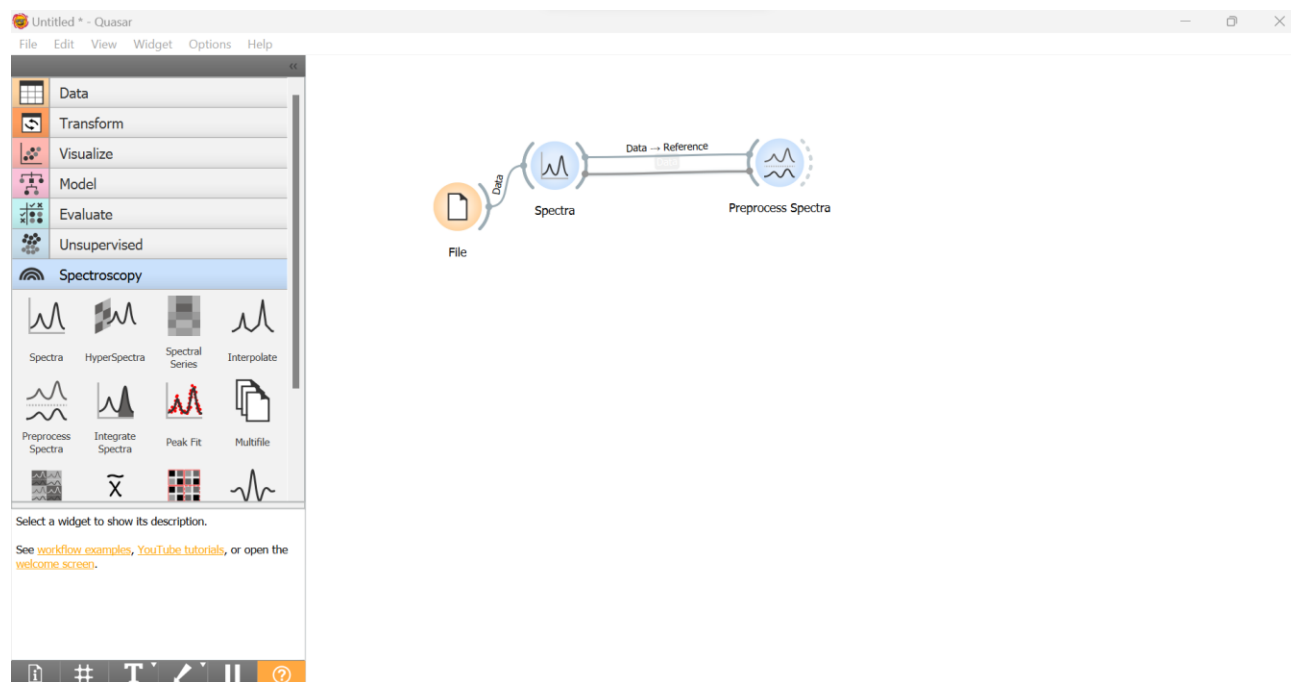 Untitled * - Quasar
File Edit View Widget Options Help
«
Data
Transform
Visualize
Model
Evaluate
Unsupervised
Spectroscopy
Spectra
HyperSpectra
Spectral
Series
Interpolate
Preprocess
Spectra
Integrate
Spectra
Peak Fit
Multifile
Select a widget to show its description.
See workflow examples, YouTube tutorials, or open the
welcome screen.
Data
File
Spectra
Data → Reference
Preprocess Spectra